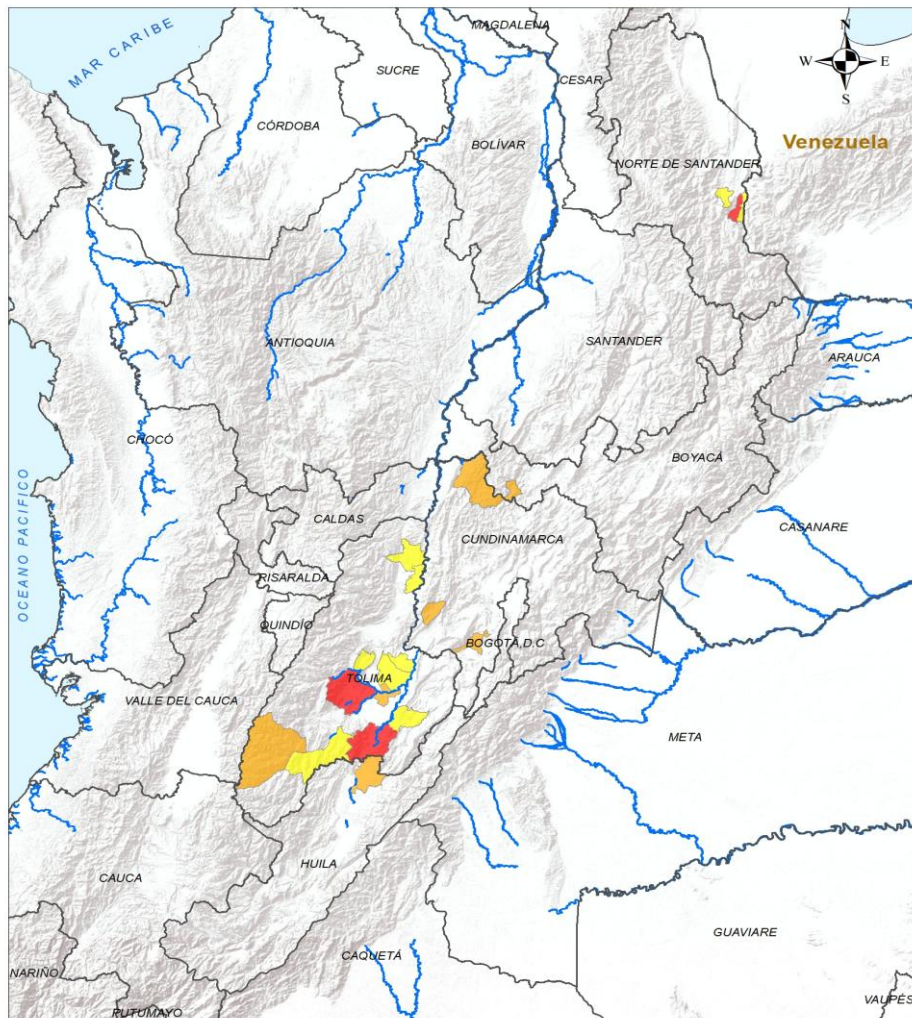 MAGDALENA
MAR CARIBE
SUCRE
CESAR
N
W
E
S
CÓRDOBA
BOLÍVAR
Venezuela
NORTE DE SANTANDER
ANTIOQUIA
SANTANDER
ARAUCA
CHOCÓ
BOYACÁ
OCEANO PACIFICO
CALDAS
CUNDINAMARCA
CASANARE
RISARALDA
QUINDÍO
BOGOTÁ,D.C
TOLIMA
VALLE DEL CAUCA
META
HUILA
CAUCA
GUAVIARE
CAQUETÁ
NARIÑO
PUTUMAYO
VAUPÉS